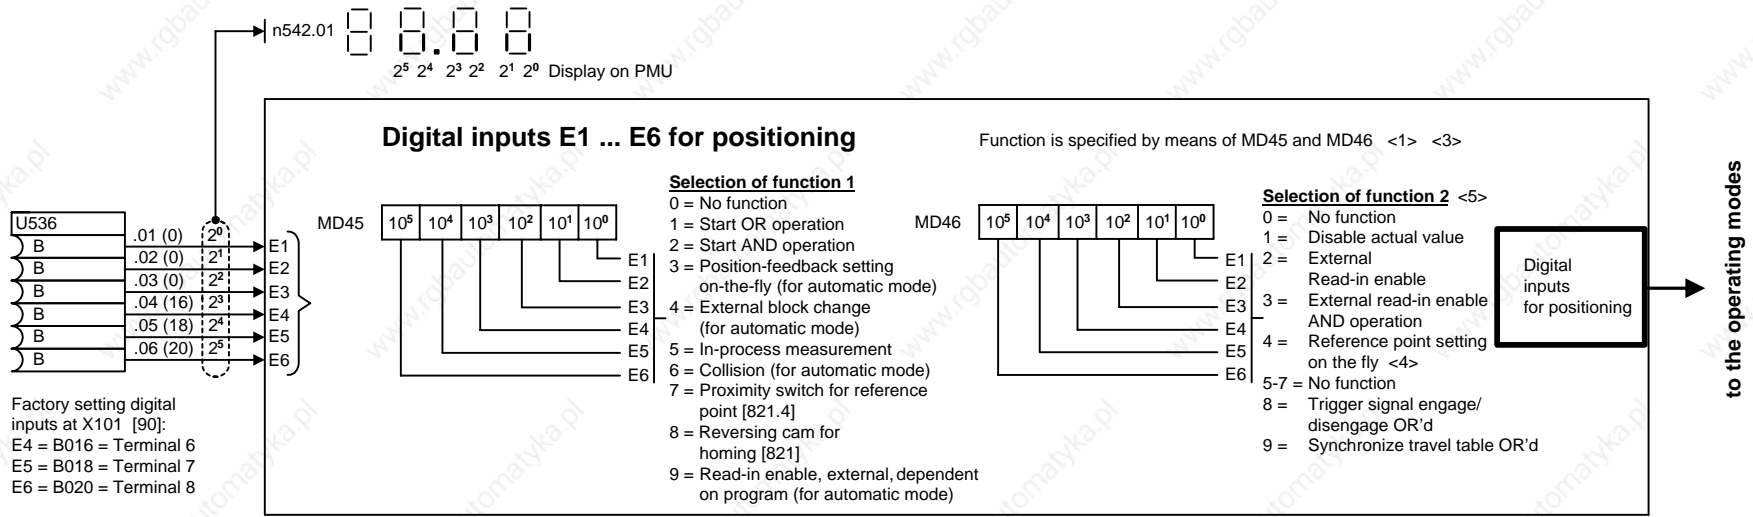 n542.01
2⁵ 2⁴ 2³ 2² 2¹ 2⁰ Display on PMU
Digital inputs E1 ... E6 for positioning
Function is specified by means of MD45 and MD46 <1> <3>
U536
B .01 (0) 2⁰ E1
B .02 (0) 2¹ E2
B .03 (0) 2² E3
B .04 (16) 2³ E4
B .05 (18) 2⁴ E5
B .06 (20) 2⁵ E6
Factory setting digital
inputs at X101 [90]:
E4 = B016 = Terminal 6
E5 = B018 = Terminal 7
E6 = B020 = Terminal 8
MD45 10⁵ 10⁴ 10³ 10² 10¹ 10⁰
E1
E2
E3
E4
E5
E6
Selection of function 1
0 = No function
1 = Start OR operation
2 = Start AND operation
3 = Position-feedback setting
on-the-fly (for automatic mode)
4 = External block change
(for automatic mode)
5 = In-process measurement
6 = Collision (for automatic mode)
7 = Proximity switch for reference
point [821.4]
8 = Reversing cam for
homing [821]
9 = Read-in enable, external, dependent
on program (for automatic mode)
MD46 10⁵ 10⁴ 10³ 10² 10¹ 10⁰
E1
E2
E3
E4
E5
E6
Selection of function 2 <5>
0 = No function
1 = Disable actual value
2 = External
Read-in enable
3 = External read-in enable
AND operation
4 = Reference point setting
on the fly <4>
5-7 = No function
8 = Trigger signal engage/
disengage OR'd
9 = Synchronize travel table OR'd
Digital
inputs
for positioning
to the operating modes
www.rgbautomatyka.pl